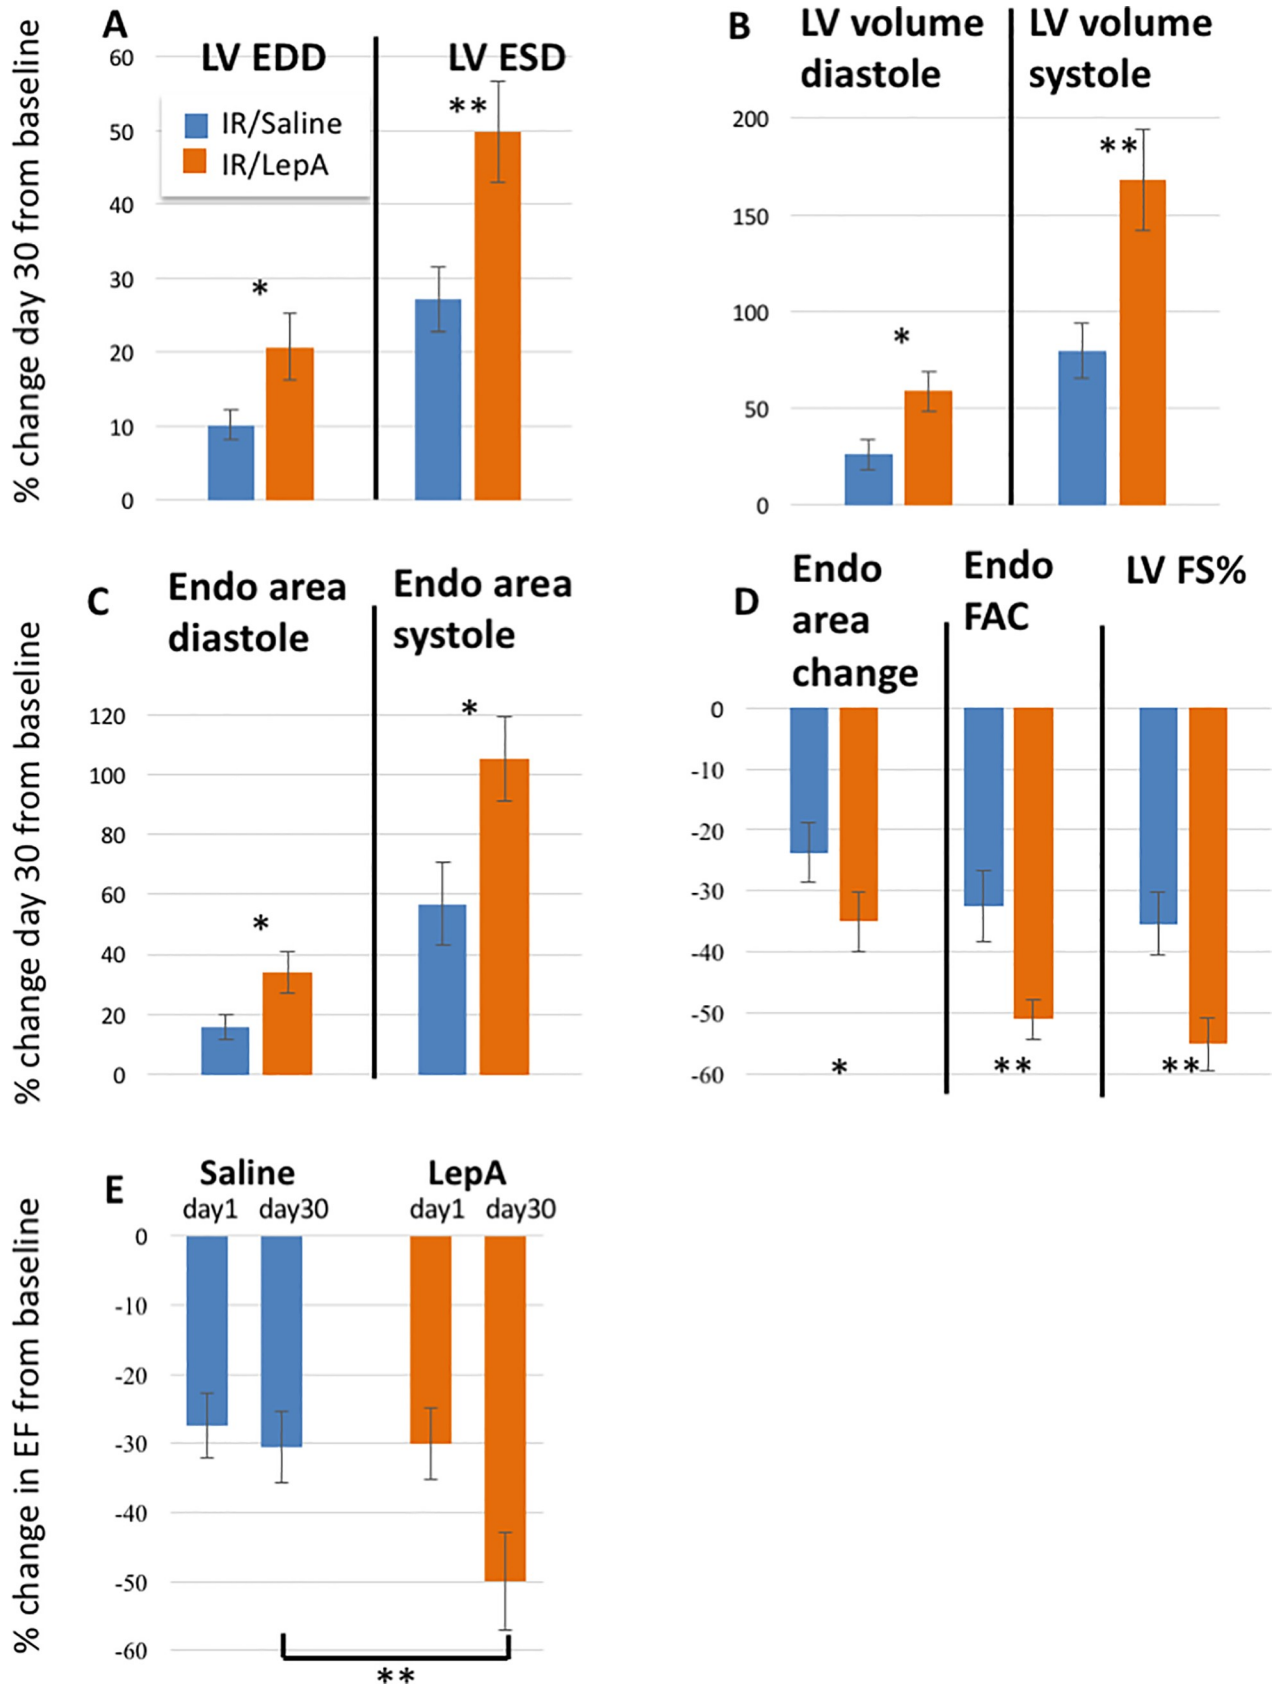 A
LV EDD
LV ESD
% change day 30 from baseline
60
50
40
30
20
10
0
IR/Saline
IR/LepA
*
**
B
LV volume
diastole
LV volume
systole
200
150
100
50
0
*
**
C
Endo area
diastole
Endo area
systole
% change day 30 from baseline
120
100
80
60
40
20
0
*
*
D
Endo
area
change
Endo
FAC
LV FS%
0
-10
-20
-30
-40
-50
-60
*
**
**
E
Saline
LepA
day1
day30
day1
day30
% change in EF from baseline
0
-10
-20
-30
-40
-50
-60
**